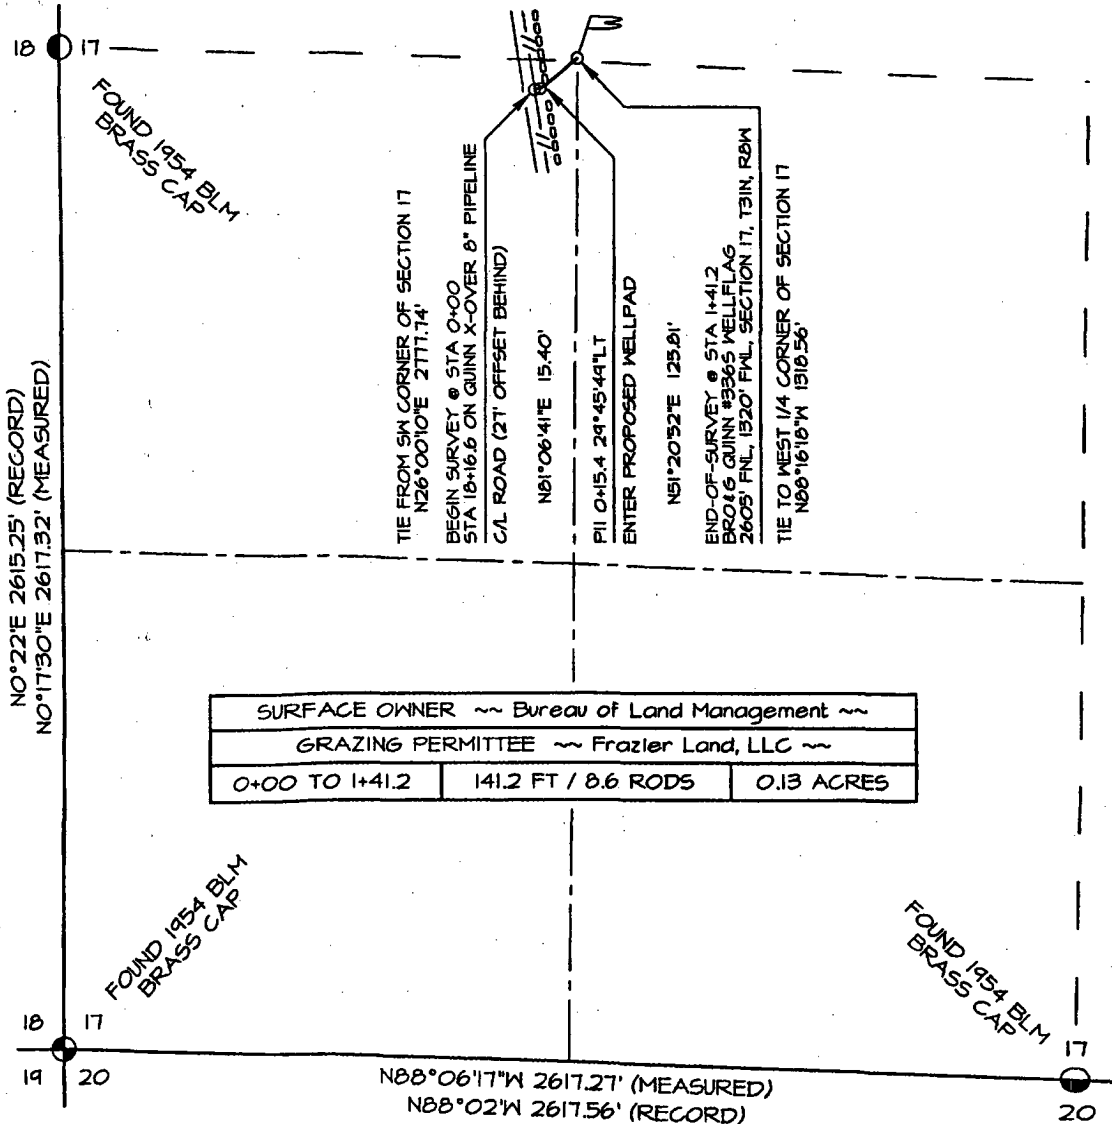 18
17
FOUND 1954 BLM
BRASS CAP
N0°22'E 2615.25' (RECORD)
N0°17'30"E 2617.32' (MEASURED)
TIE FROM SW CORNER OF SECTION 17
N26°00'10"E 2777.74'
BEGIN SURVEY @ STA 0+00
STA 18+16.6 ON QUINN X-OVER 8" PIPELINE
C/L ROAD (27' OFFSET BEHIND)
N81°06'41"E 15.40'
PI1 0+15.4 29°45'49"LT
ENTER PROPOSED WELLPAD
N51°20'52"E 125.81'
END-OF-SURVEY @ STA 1+41.2
BRO&G QUINN #336S WELLFLAG
2605' FNL, 1320' FWL, SECTION 17, T31N, R8W
TIE TO WEST 1/4 CORNER OF SECTION 17
N88°16'18"W 1318.56'
SURFACE OWNER ~~ Bureau of Land Management ~~
GRAZING PERMITTEE ~~ Frazier Land, LLC ~~
0+00 TO 1+41.2
141.2 FT / 8.6 RODS
0.13 ACRES
FOUND 1954 BLM
BRASS CAP
FOUND 1954 BLM
BRASS CAP
18
17
19
20
17
20
N88°06'17"W 2617.27' (MEASURED)
N88°02'W 2617.56' (RECORD)